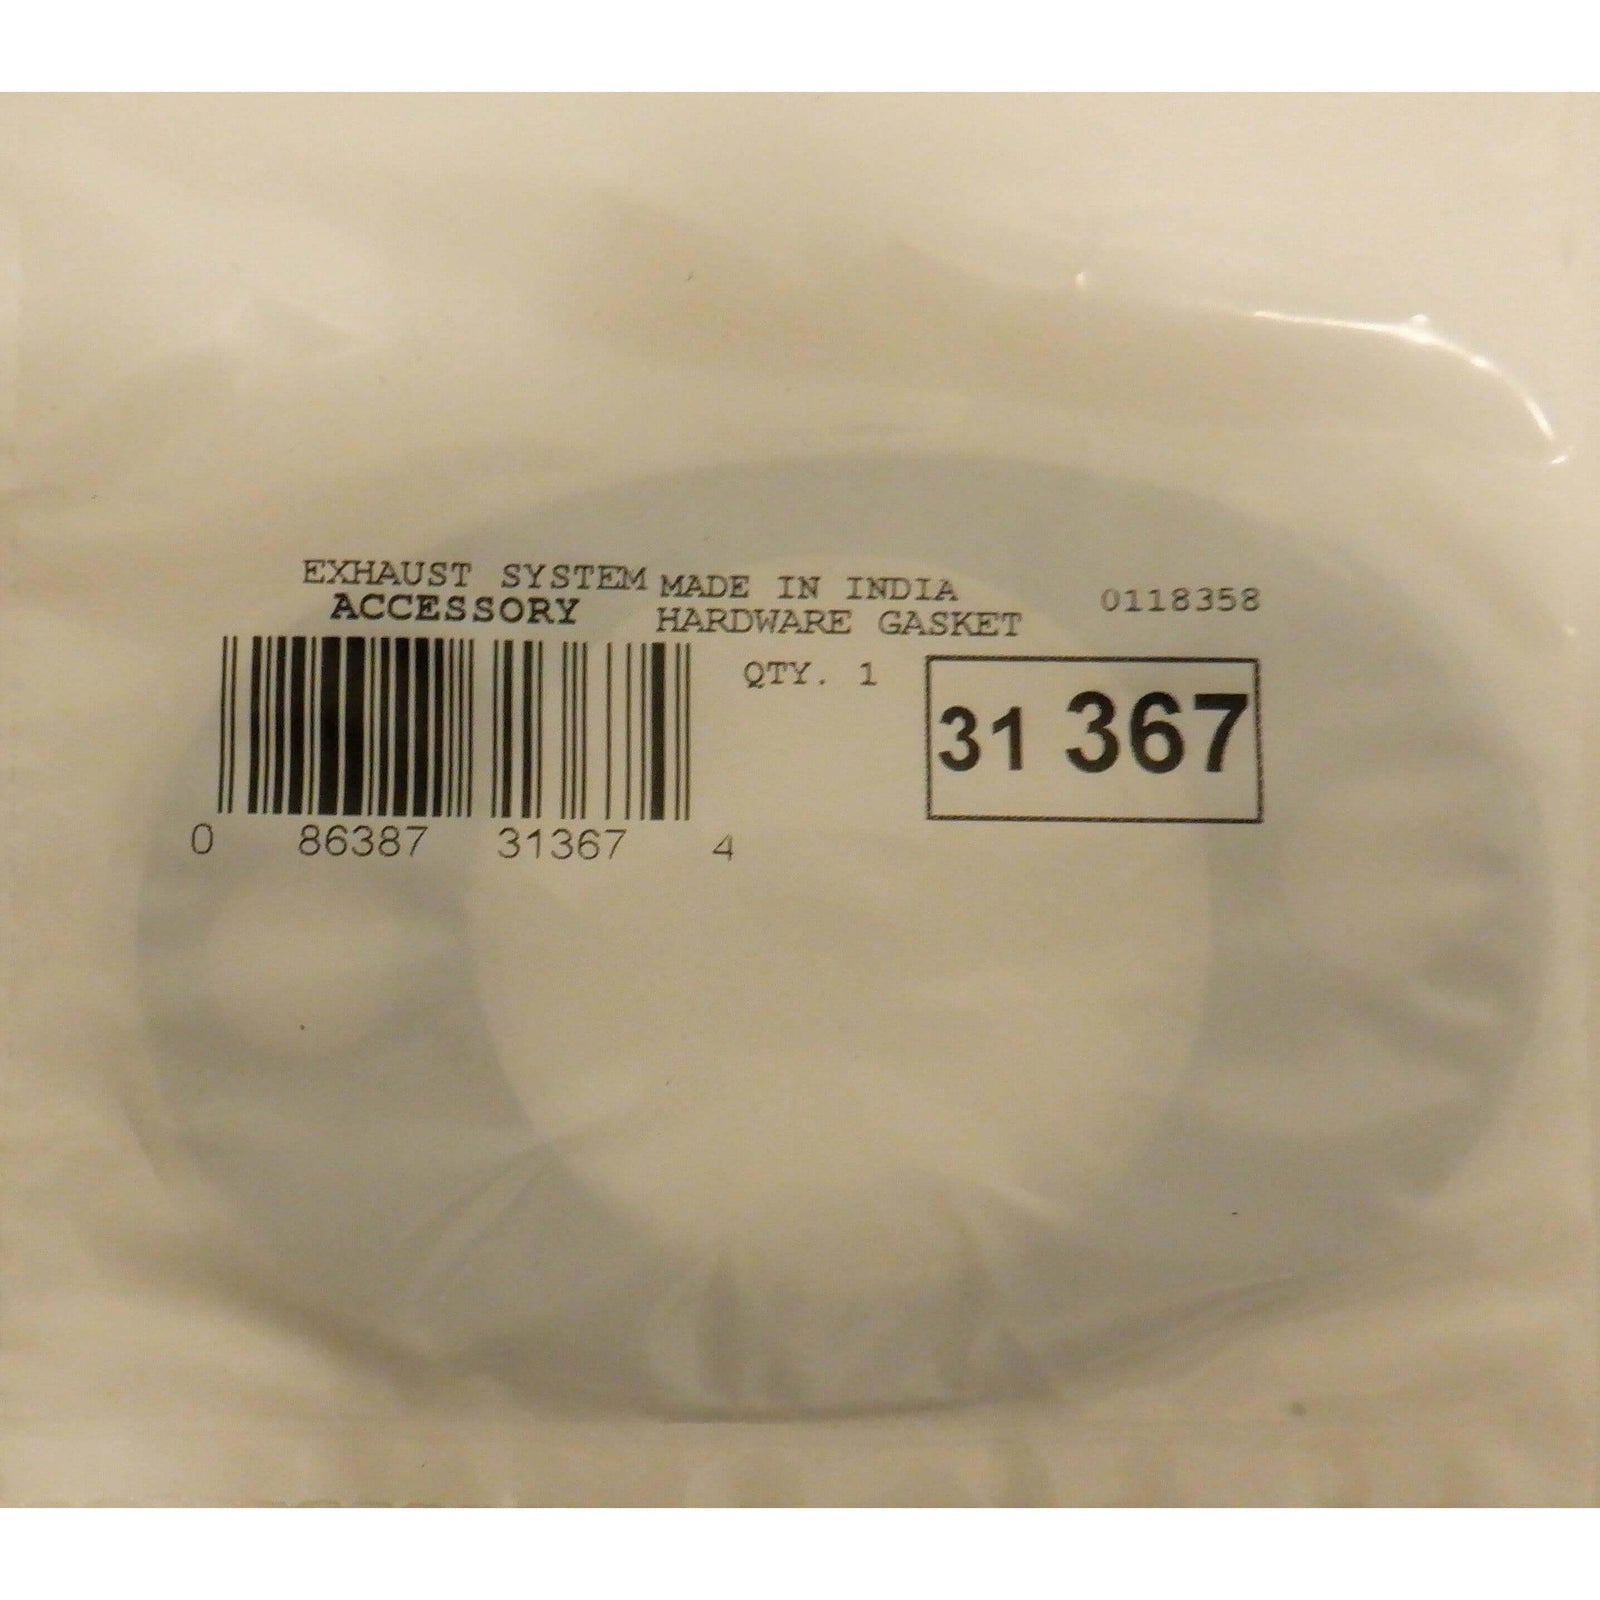 EXHAUST SYSTEM
ACCESSORY
MADE IN INDIA
HARDWARE GASKET
QTY. 1
0118358
31 367
0 86387 31367 4